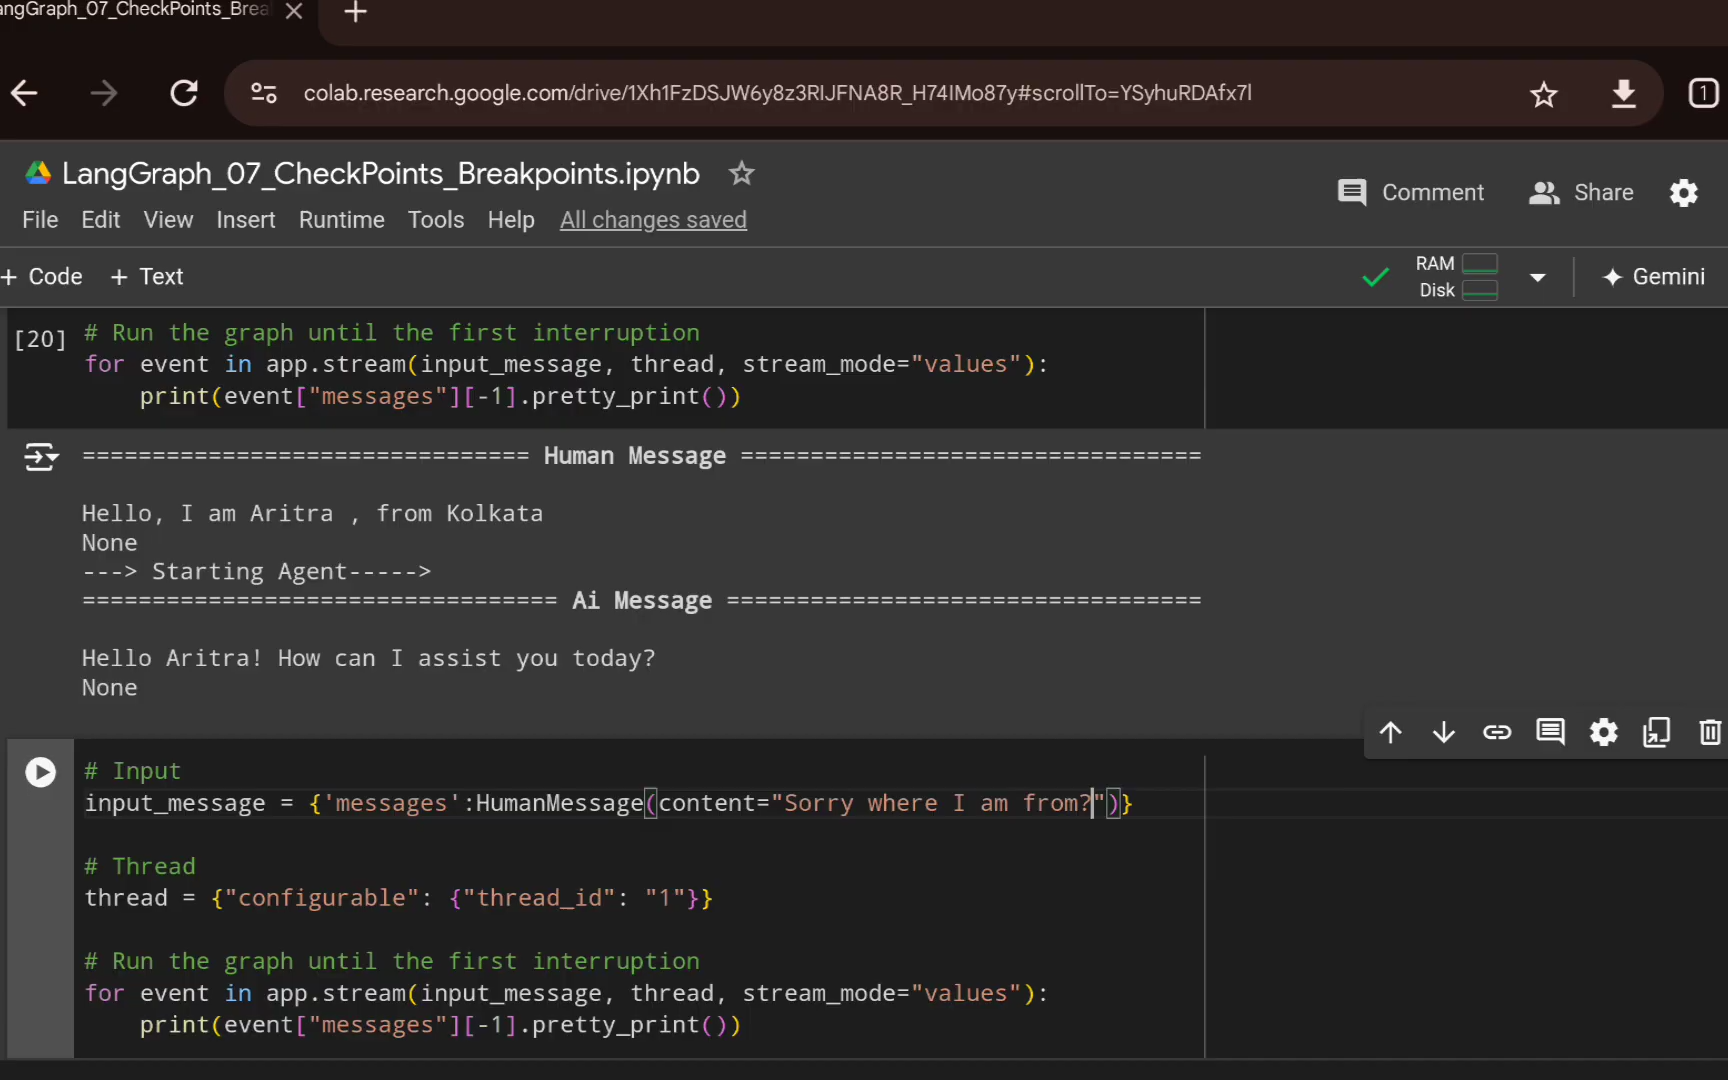 angGraph_07_CheckPoints_Brea
colab.research.google.com/drive/1Xh1FzDSJW6y8z3RIJFNA8R_H74IMo87y#scrollTo=YSyhuRDAfx7l
1
LangGraph_07_CheckPoints_Breakpoints.ipynb
Comment
Share
File Edit View Insert Runtime Tools Help All changes saved
+ Code + Text
RAM
Disk
Gemini
[20]
# Run the graph until the first interruption
for event in app.stream(input_message, thread, stream_mode="values"):
    print(event["messages"][-1].pretty_print())
================================ Human Message =================================
Hello, I am Aritra , from Kolkata
None
---> Starting Agent----->
================================== Ai Message ==================================
Hello Aritra! How can I assist you today?
None
# Input
input_message = {'messages':HumanMessage(content="Sorry where I am from?")}
# Thread
thread = {"configurable": {"thread_id": "1"}}
# Run the graph until the first interruption
for event in app.stream(input_message, thread, stream_mode="values"):
    print(event["messages"][-1].pretty_print())